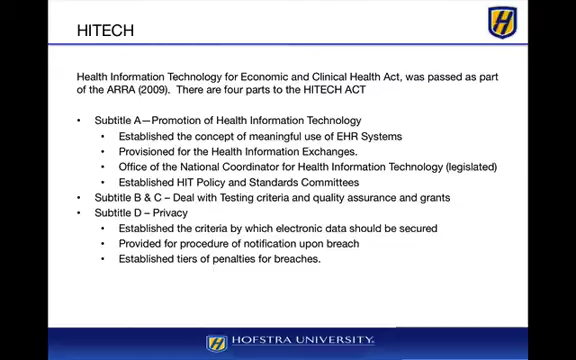 HITECH
Health Information Technology for Economic and Clinical Health Act, was passed as part
of the ARRA (2009). There are four parts to the HITECH ACT
• Subtitle A—Promotion of Health Information Technology
• Established the concept of meaningful use of EHR Systems
• Provisioned for the Health Information Exchanges.
• Office of the National Coordinator for Health Information Technology (legislated)
• Established HIT Policy and Standards Committees
• Subtitle B & C – Deal with Testing criteria and quality assurance and grants
• Subtitle D – Privacy
• Established the criteria by which electronic data should be secured
• Provided for procedure of notification upon breach
• Established tiers of penalties for breaches.
HOFSTRA UNIVERSITY